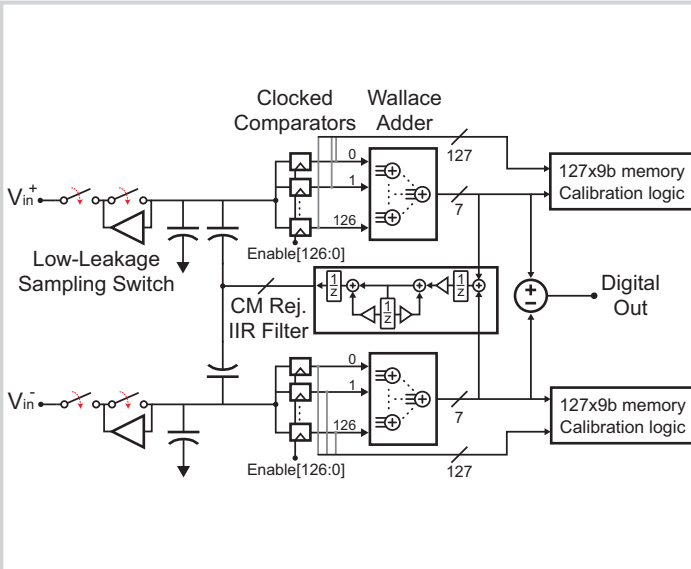 Clocked
Comparators
Wallace
Adder
0
1
126
127
7
Enable[126:0]
127x9b memory
Calibration logic
Vin+
Low-Leakage
Sampling Switch
CM Rej.
IIR Filter
1/z
1/z
1/z
+
−
Digital
Out
Vin-
0
1
126
7
127
Enable[126:0]
127x9b memory
Calibration logic